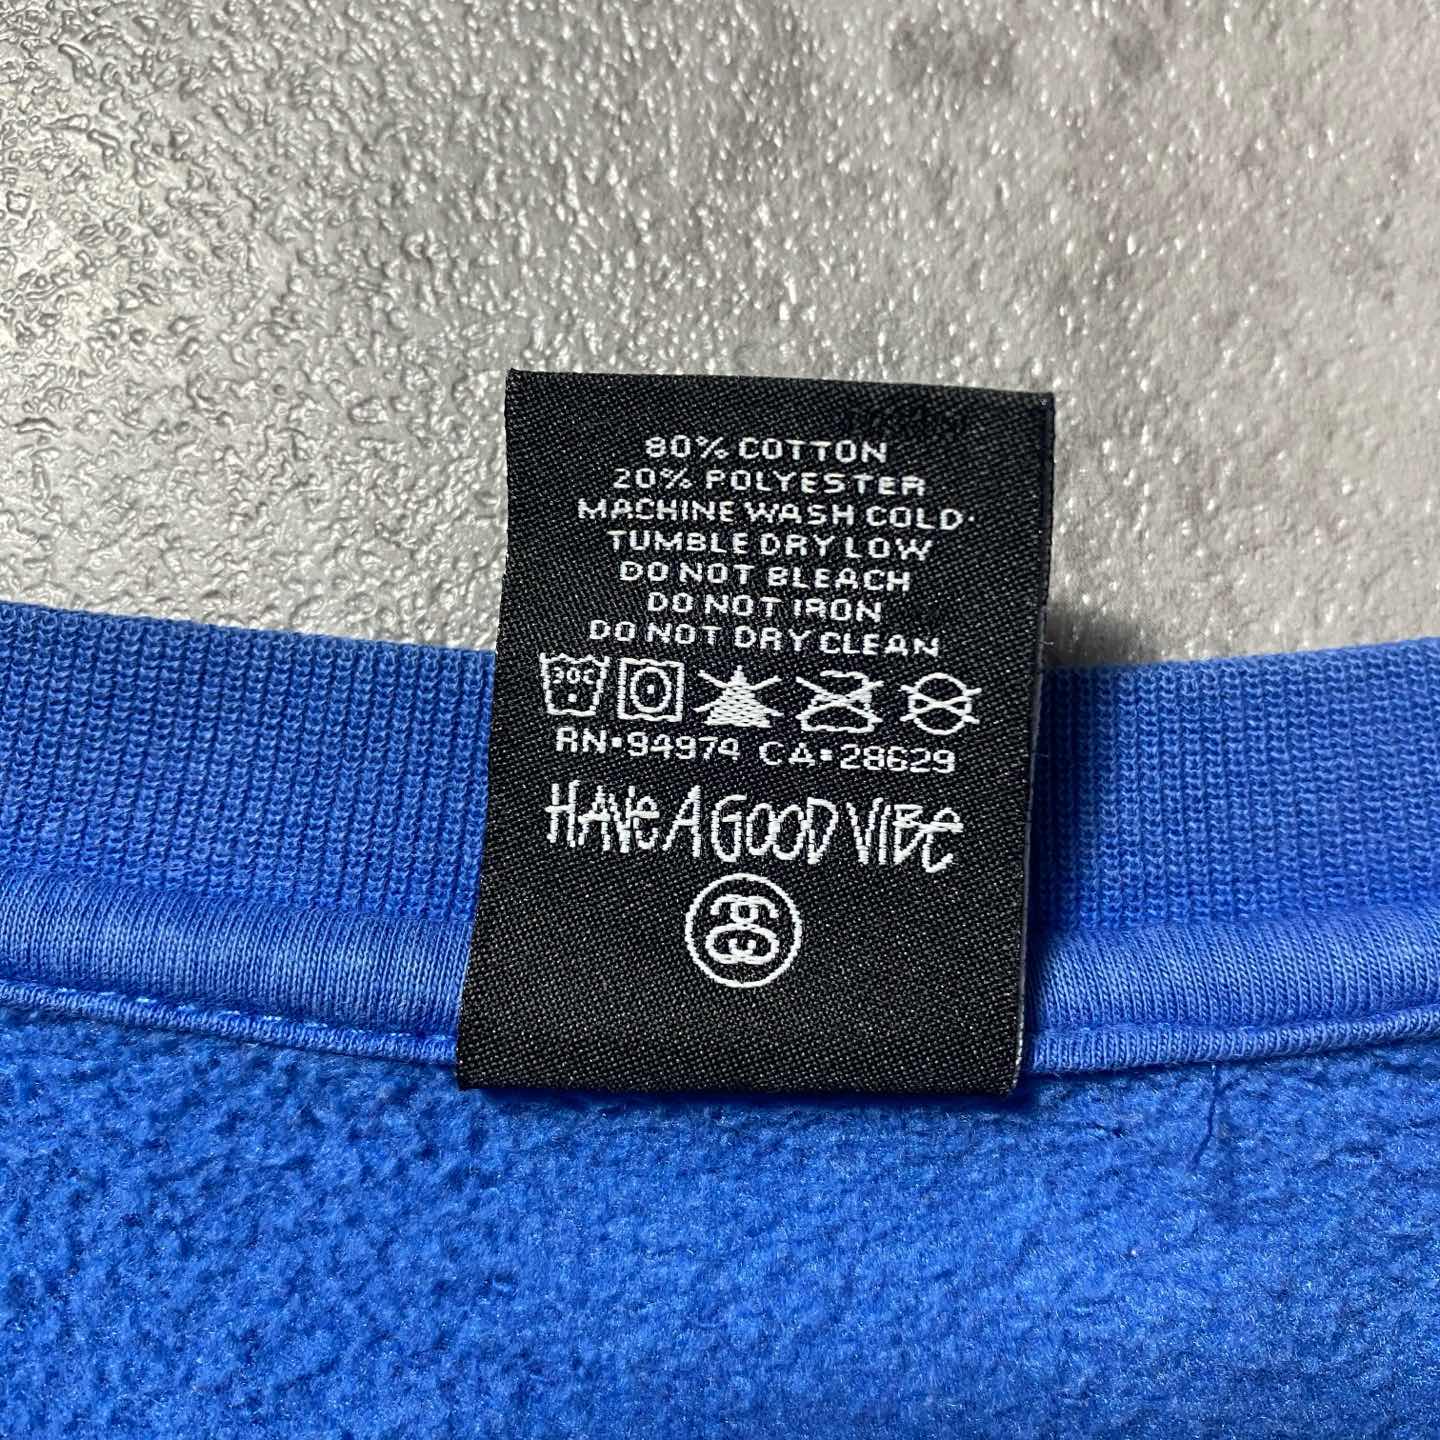 80% COTTON
20% POLYESTER
MACHINE WASH COLD
TUMBLE DRY LOW
DO NOT BLEACH
DO NOT IRON
DO NOT DRY CLEAN
30C
RN•94974 CA•28629
HAVE A GOOD VIBE